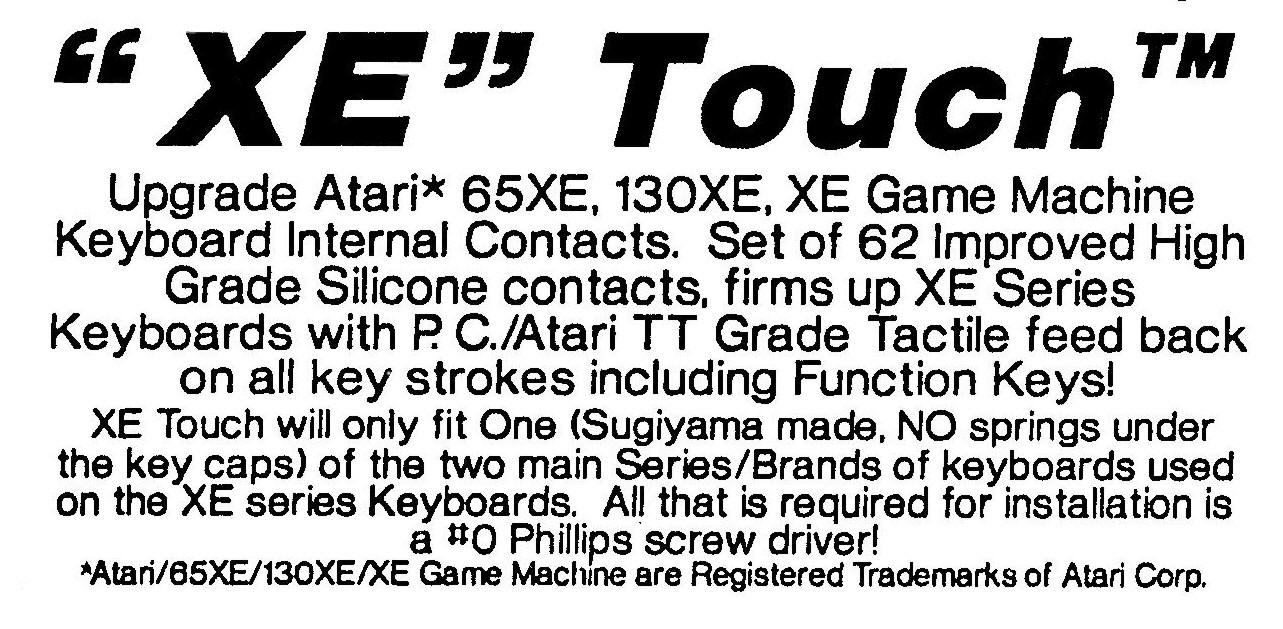 “XE” Touch™
Upgrade Atari* 65XE, 130XE, XE Game Machine
Keyboard Internal Contacts. Set of 62 Improved High
Grade Silicone contacts, firms up XE Series
Keyboards with P. C./Atari TT Grade Tactile feed back
on all key strokes including Function Keys!
XE Touch will only fit One (Sugiyama made, NO springs under
the key caps) of the two main Series/Brands of keyboards used
on the XE series Keyboards. All that is required for installation is
a #0 Phillips screw driver!
*Atari/65XE/130XE/XE Game Machine are Registered Trademarks of Atari Corp.